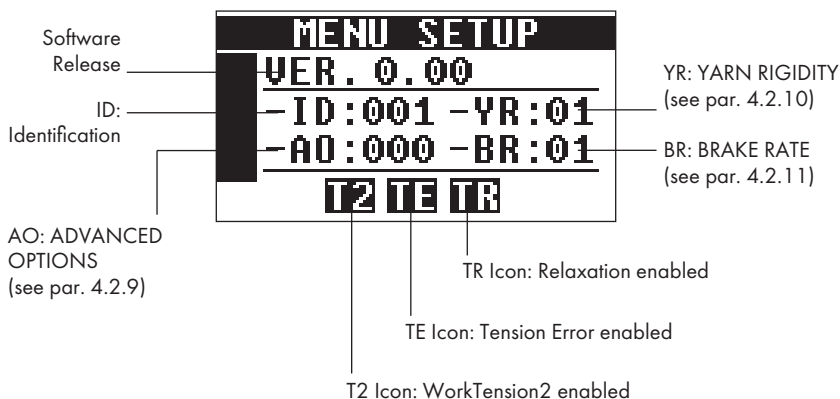 Software
Release
ID:
Identification
AO: ADVANCED
OPTIONS
(see par. 4.2.9)
MENU SETUP
VER. 0.00
-ID:001 -YR:01
-AO:000 -BR:01
T2 TE TR
YR: YARN RIGIDITY
(see par. 4.2.10)
BR: BRAKE RATE
(see par. 4.2.11)
TR Icon: Relaxation enabled
TE Icon: Tension Error enabled
T2 Icon: WorkTension2 enabled